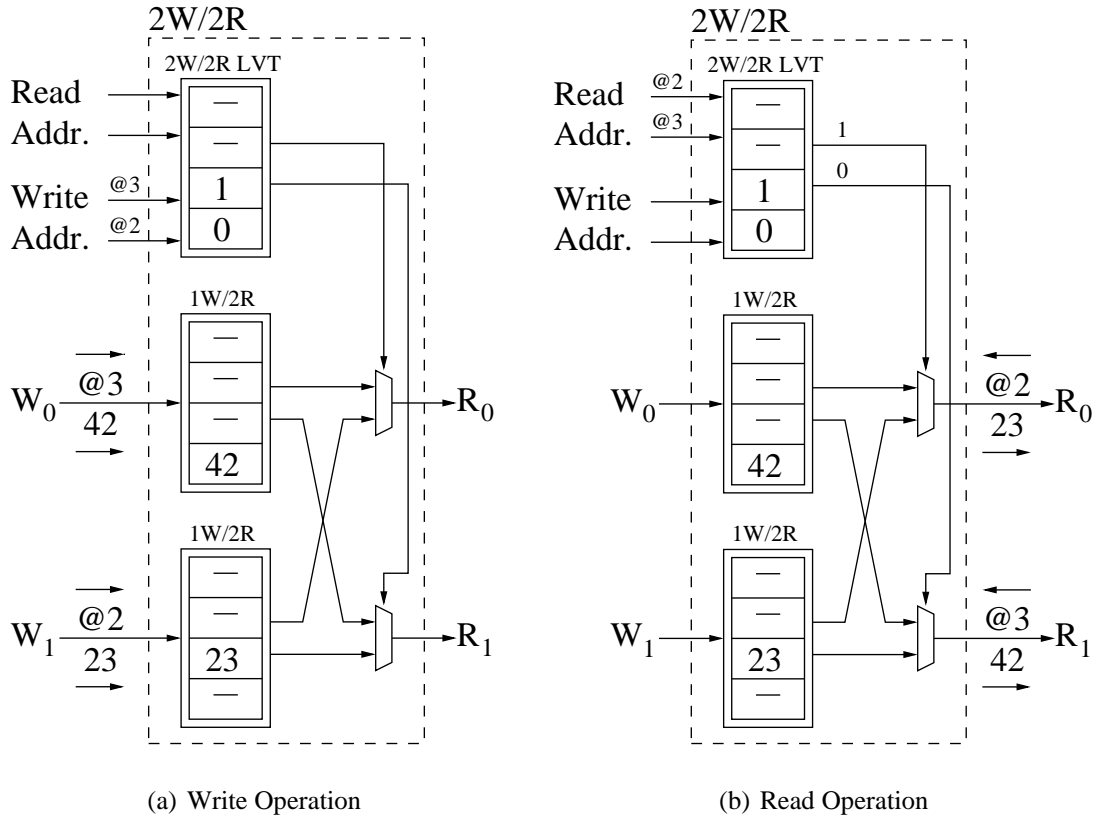 2W/2R
2W/2R LVT
Read
Addr.
—
—
Write @3
1
Addr. @2
0
1W/2R
—
—
—
42
W0
@3
42
R0
1W/2R
—
—
23
—
W1
@2
23
R1
(a) Write Operation
2W/2R
2W/2R LVT
Read @2
Addr. @3
—
—
1
0
Write
1
Addr.
0
1W/2R
—
—
—
42
W0
@2
23
R0
1W/2R
—
—
23
—
W1
@3
42
R1
(b) Read Operation